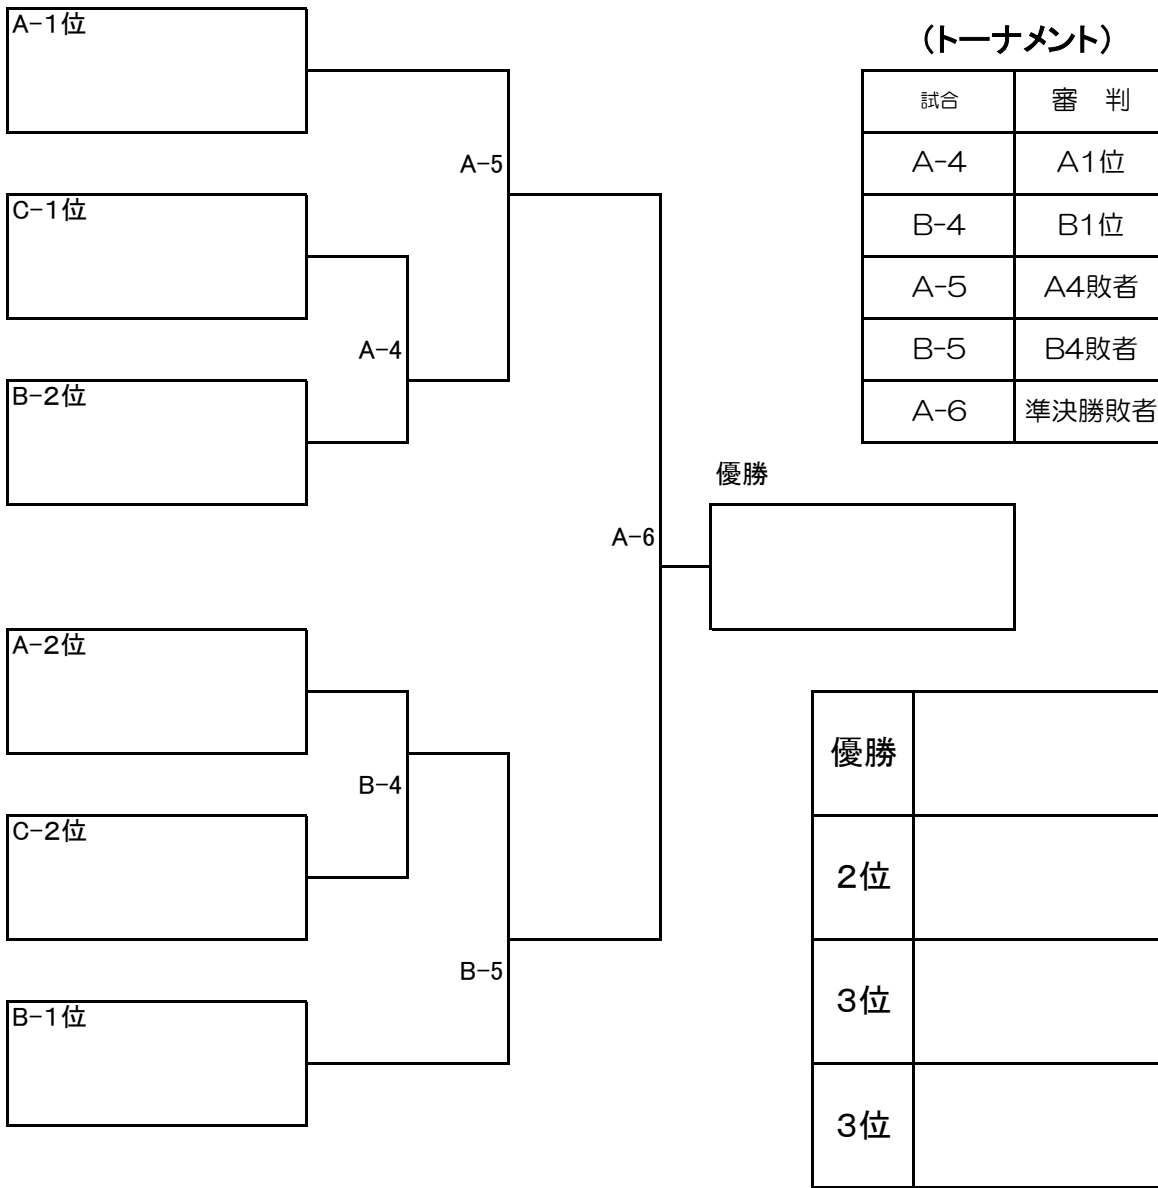 A-1位
C-1位
B-2位
A-2位
C-2位
B-1位
A-5
A-4
B-4
B-5
A-6
優勝
(トーナメント)
試合 審 判
A-4 A1位
B-4 B1位
A-5 A4敗者
B-5 B4敗者
A-6 準決勝敗者
優勝
2位
3位
3位